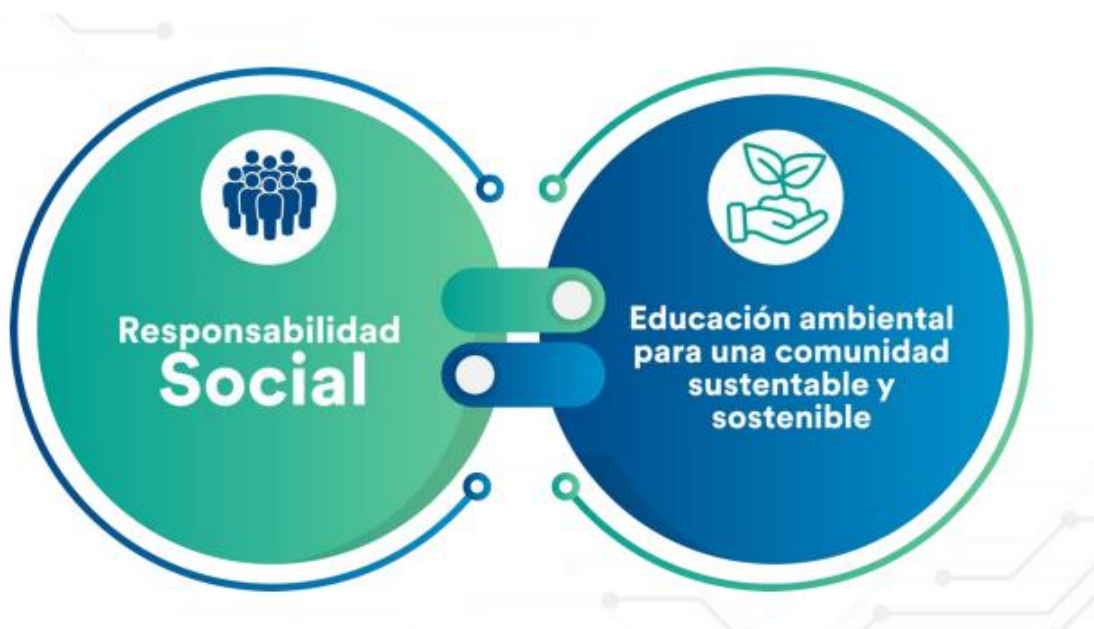 Responsabilidad
Social
Educación ambiental
para una comunidad
sustentable y
sostenible